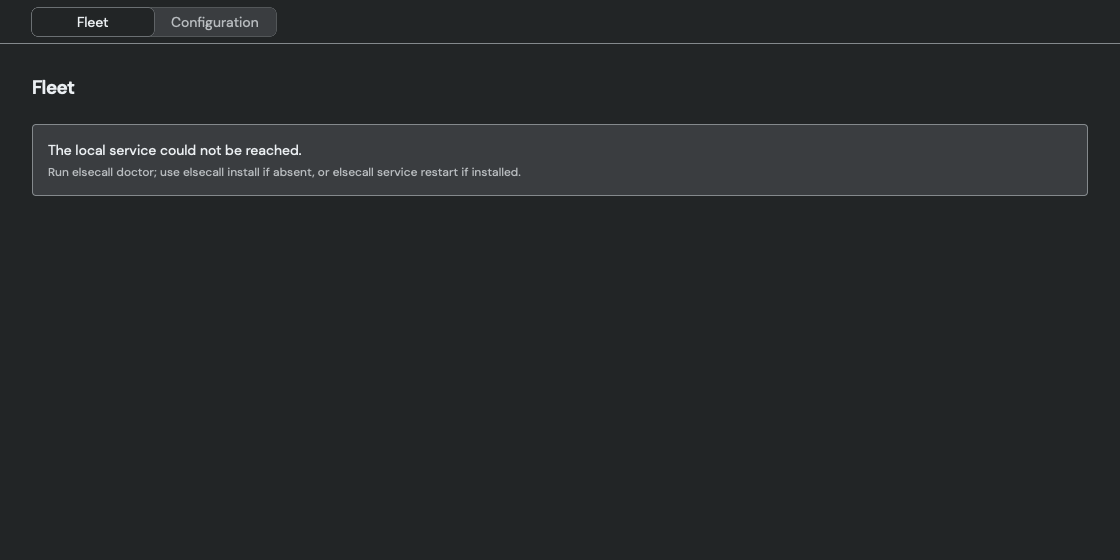 Fleet
Configuration
Fleet
The local service could not be reached.
Run elsecall doctor; use elsecall install if absent, or elsecall service restart if installed.